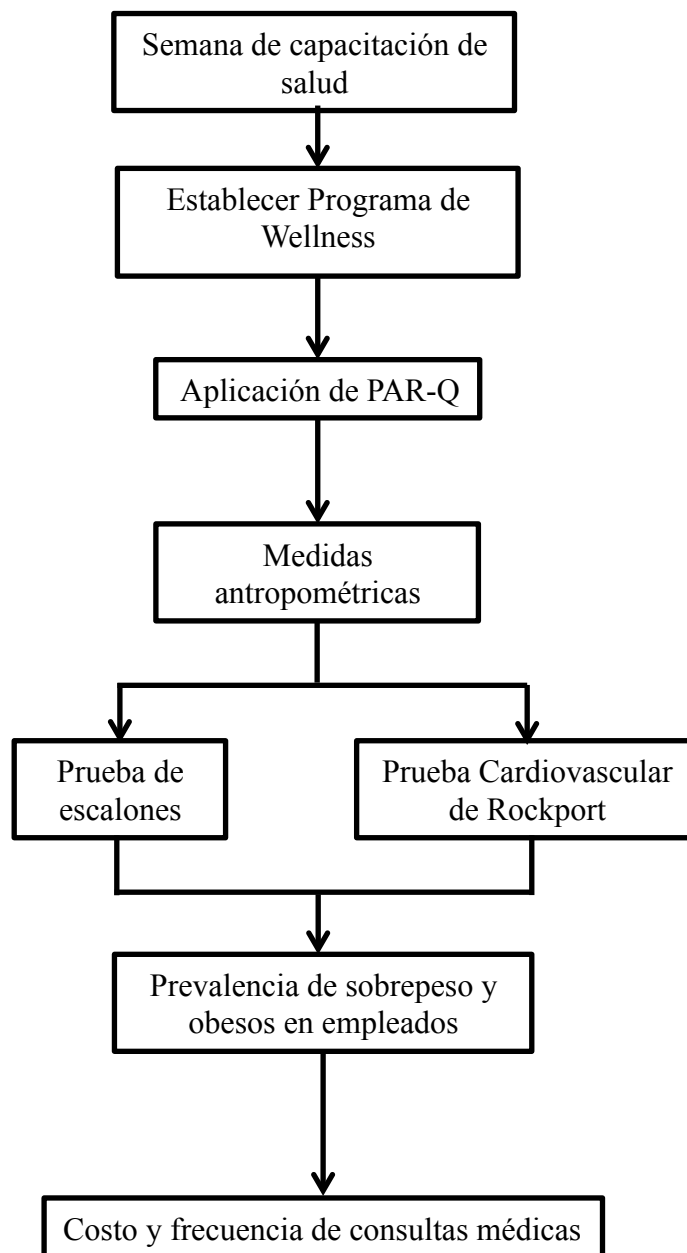 Semana de capacitación de
salud
Establecer Programa de
Wellness
Aplicación de PAR-Q
Medidas
antropométricas
Prueba de
escalones
Prueba Cardiovascular
de Rockport
Prevalencia de sobrepeso y
obesos en empleados
Costo y frecuencia de consultas médicas